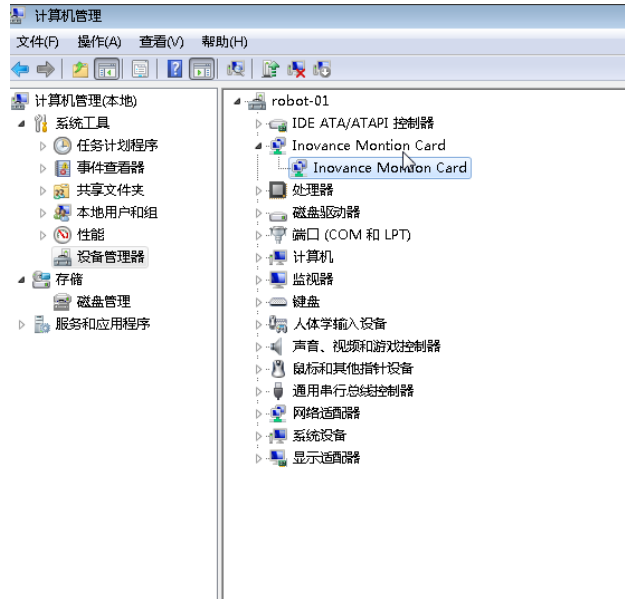 计算机管理
文件(F) 操作(A) 查看(V) 帮助(H)
计算机管理(本地)
系统工具
任务计划程序
事件查看器
共享文件夹
本地用户和组
性能
设备管理器
存储
磁盘管理
服务和应用程序
robot-01
IDE ATA/ATAPI 控制器
Inovance Montion Card
Inovance Montion Card
处理器
磁盘驱动器
端口 (COM 和 LPT)
计算机
监视器
键盘
人体学输入设备
声音、视频和游戏控制器
鼠标和其他指针设备
通用串行总线控制器
网络适配器
系统设备
显示适配器